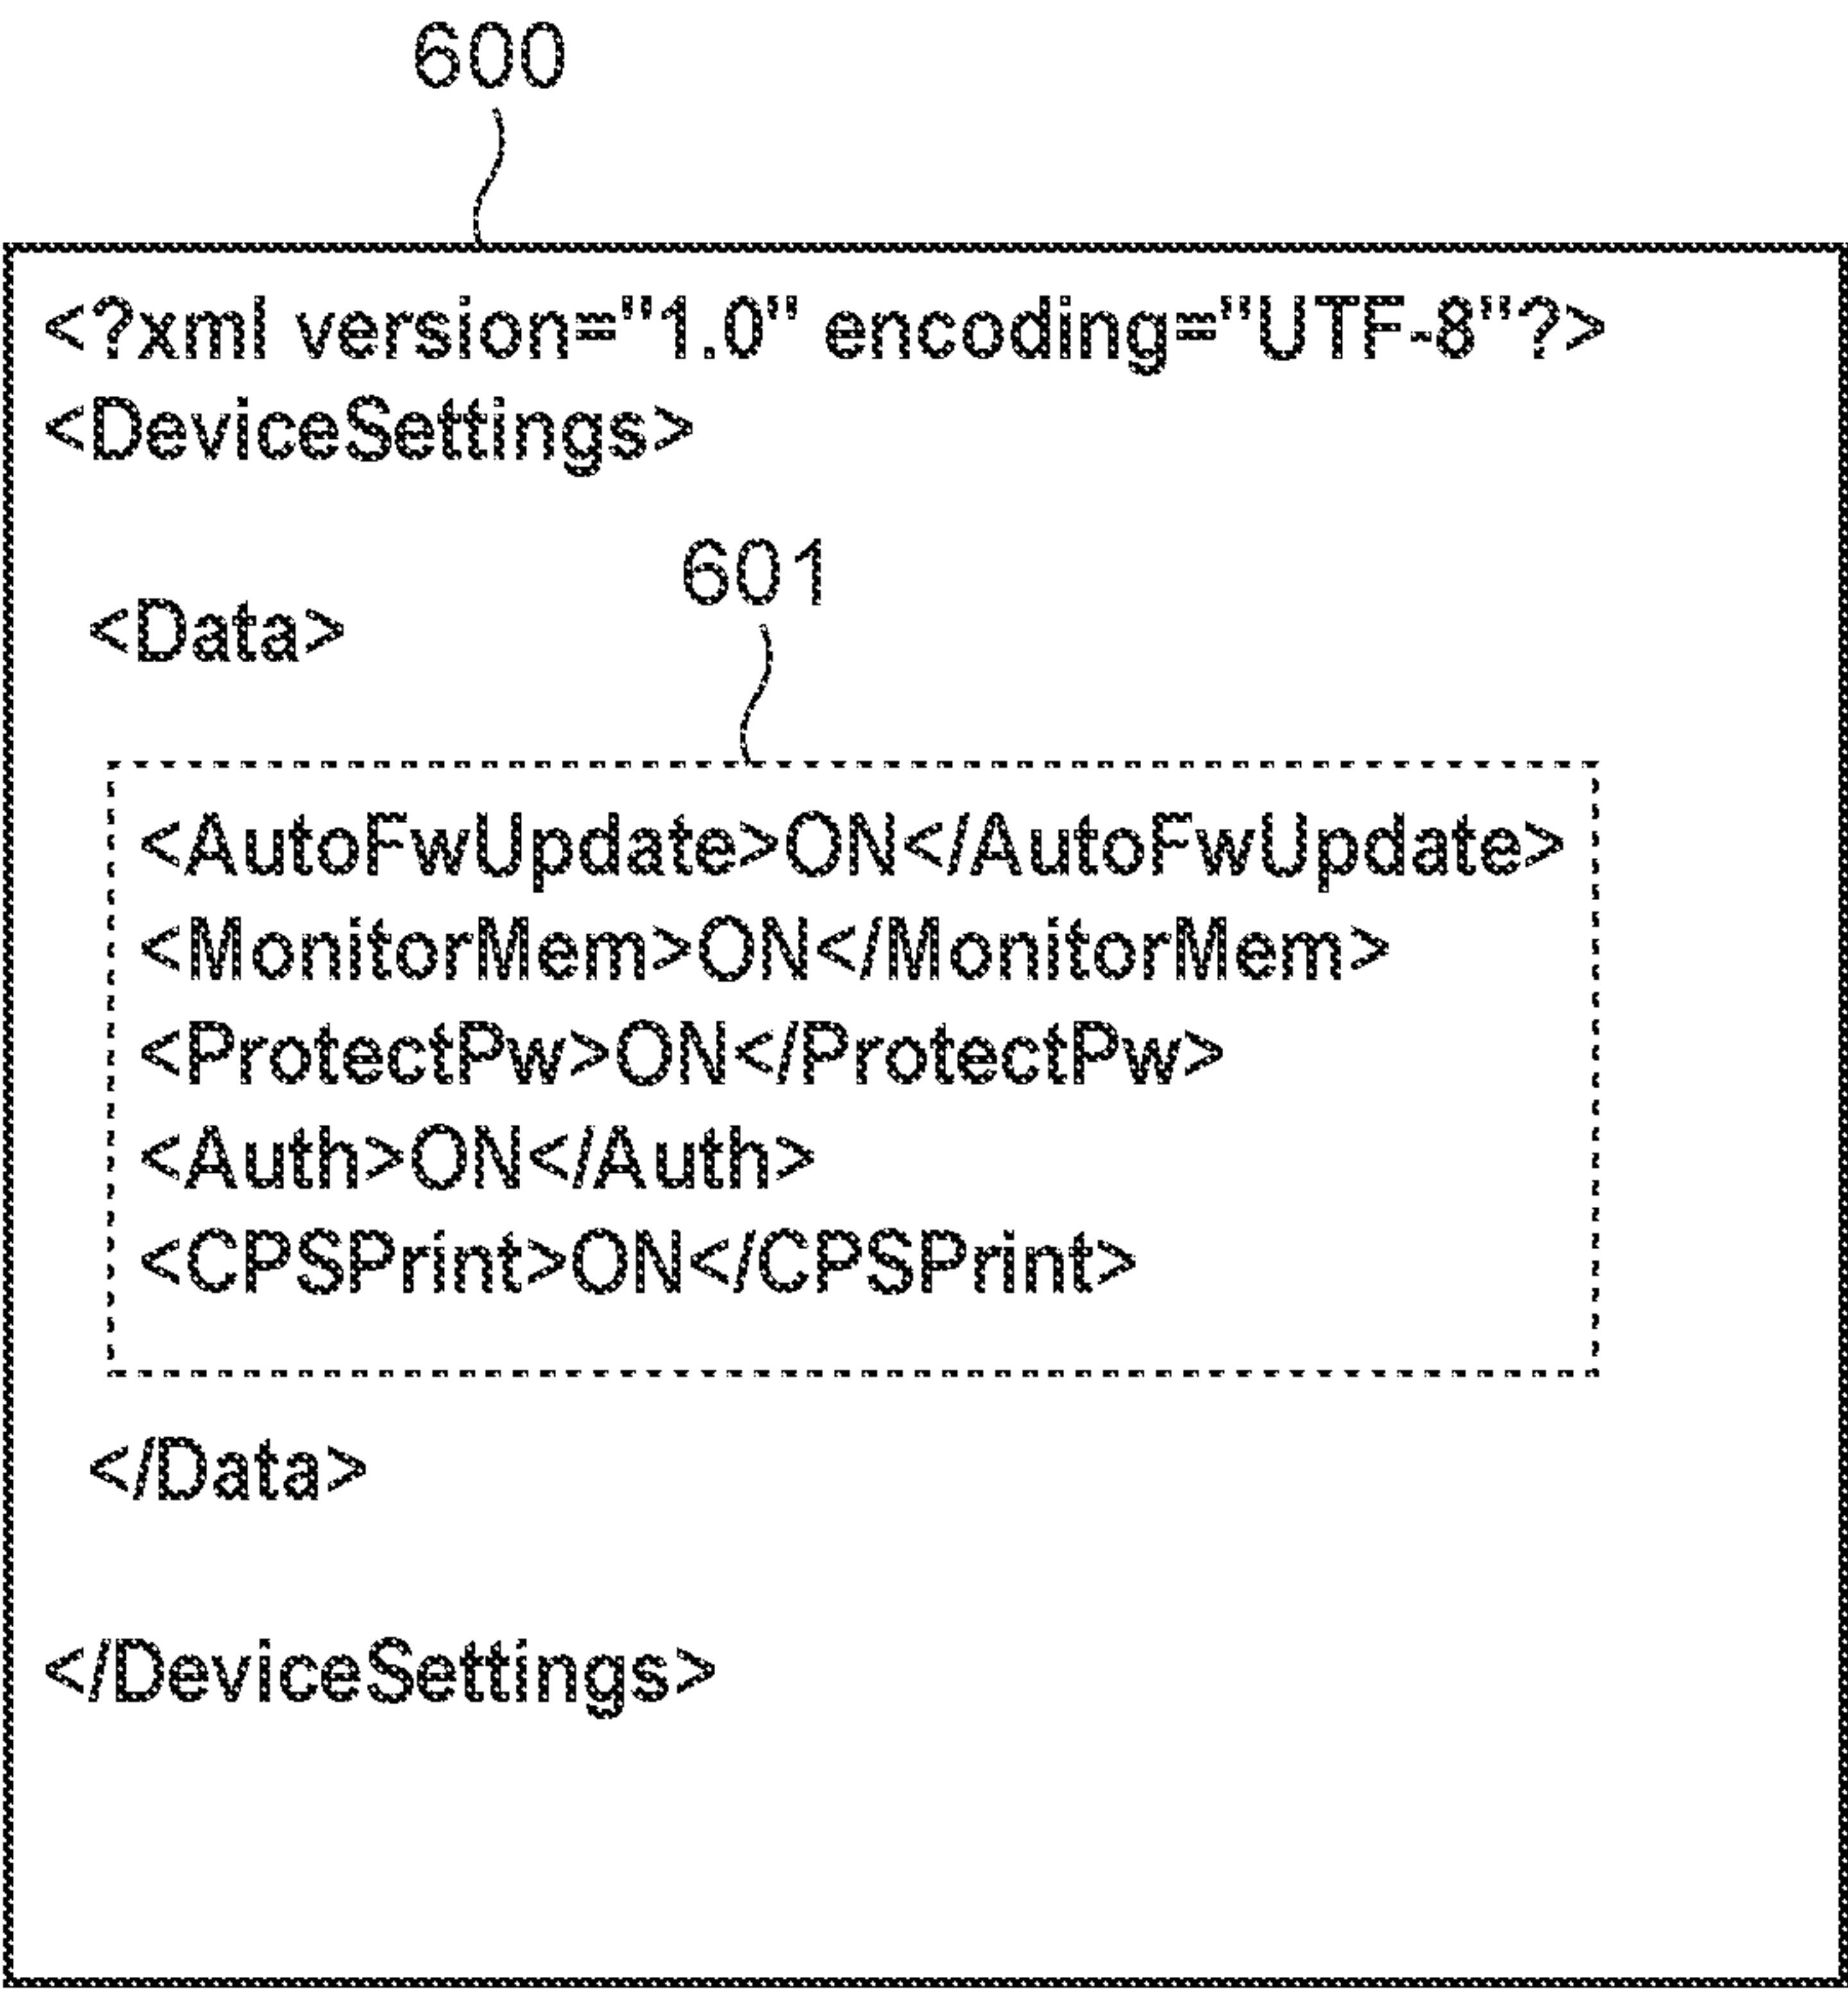 600
<?xml version="1.0" encoding="UTF-8"?>
<DeviceSettings>
601
<Data>
<AutoFwUpdate>ON</AutoFwUpdate>
<MonitorMem>ON</MonitorMem>
<ProtectPw>ON</ProtectPw>
<Auth>ON</Auth>
<CPSPrint>ON</CPSPrint>
</Data>
</DeviceSettings>